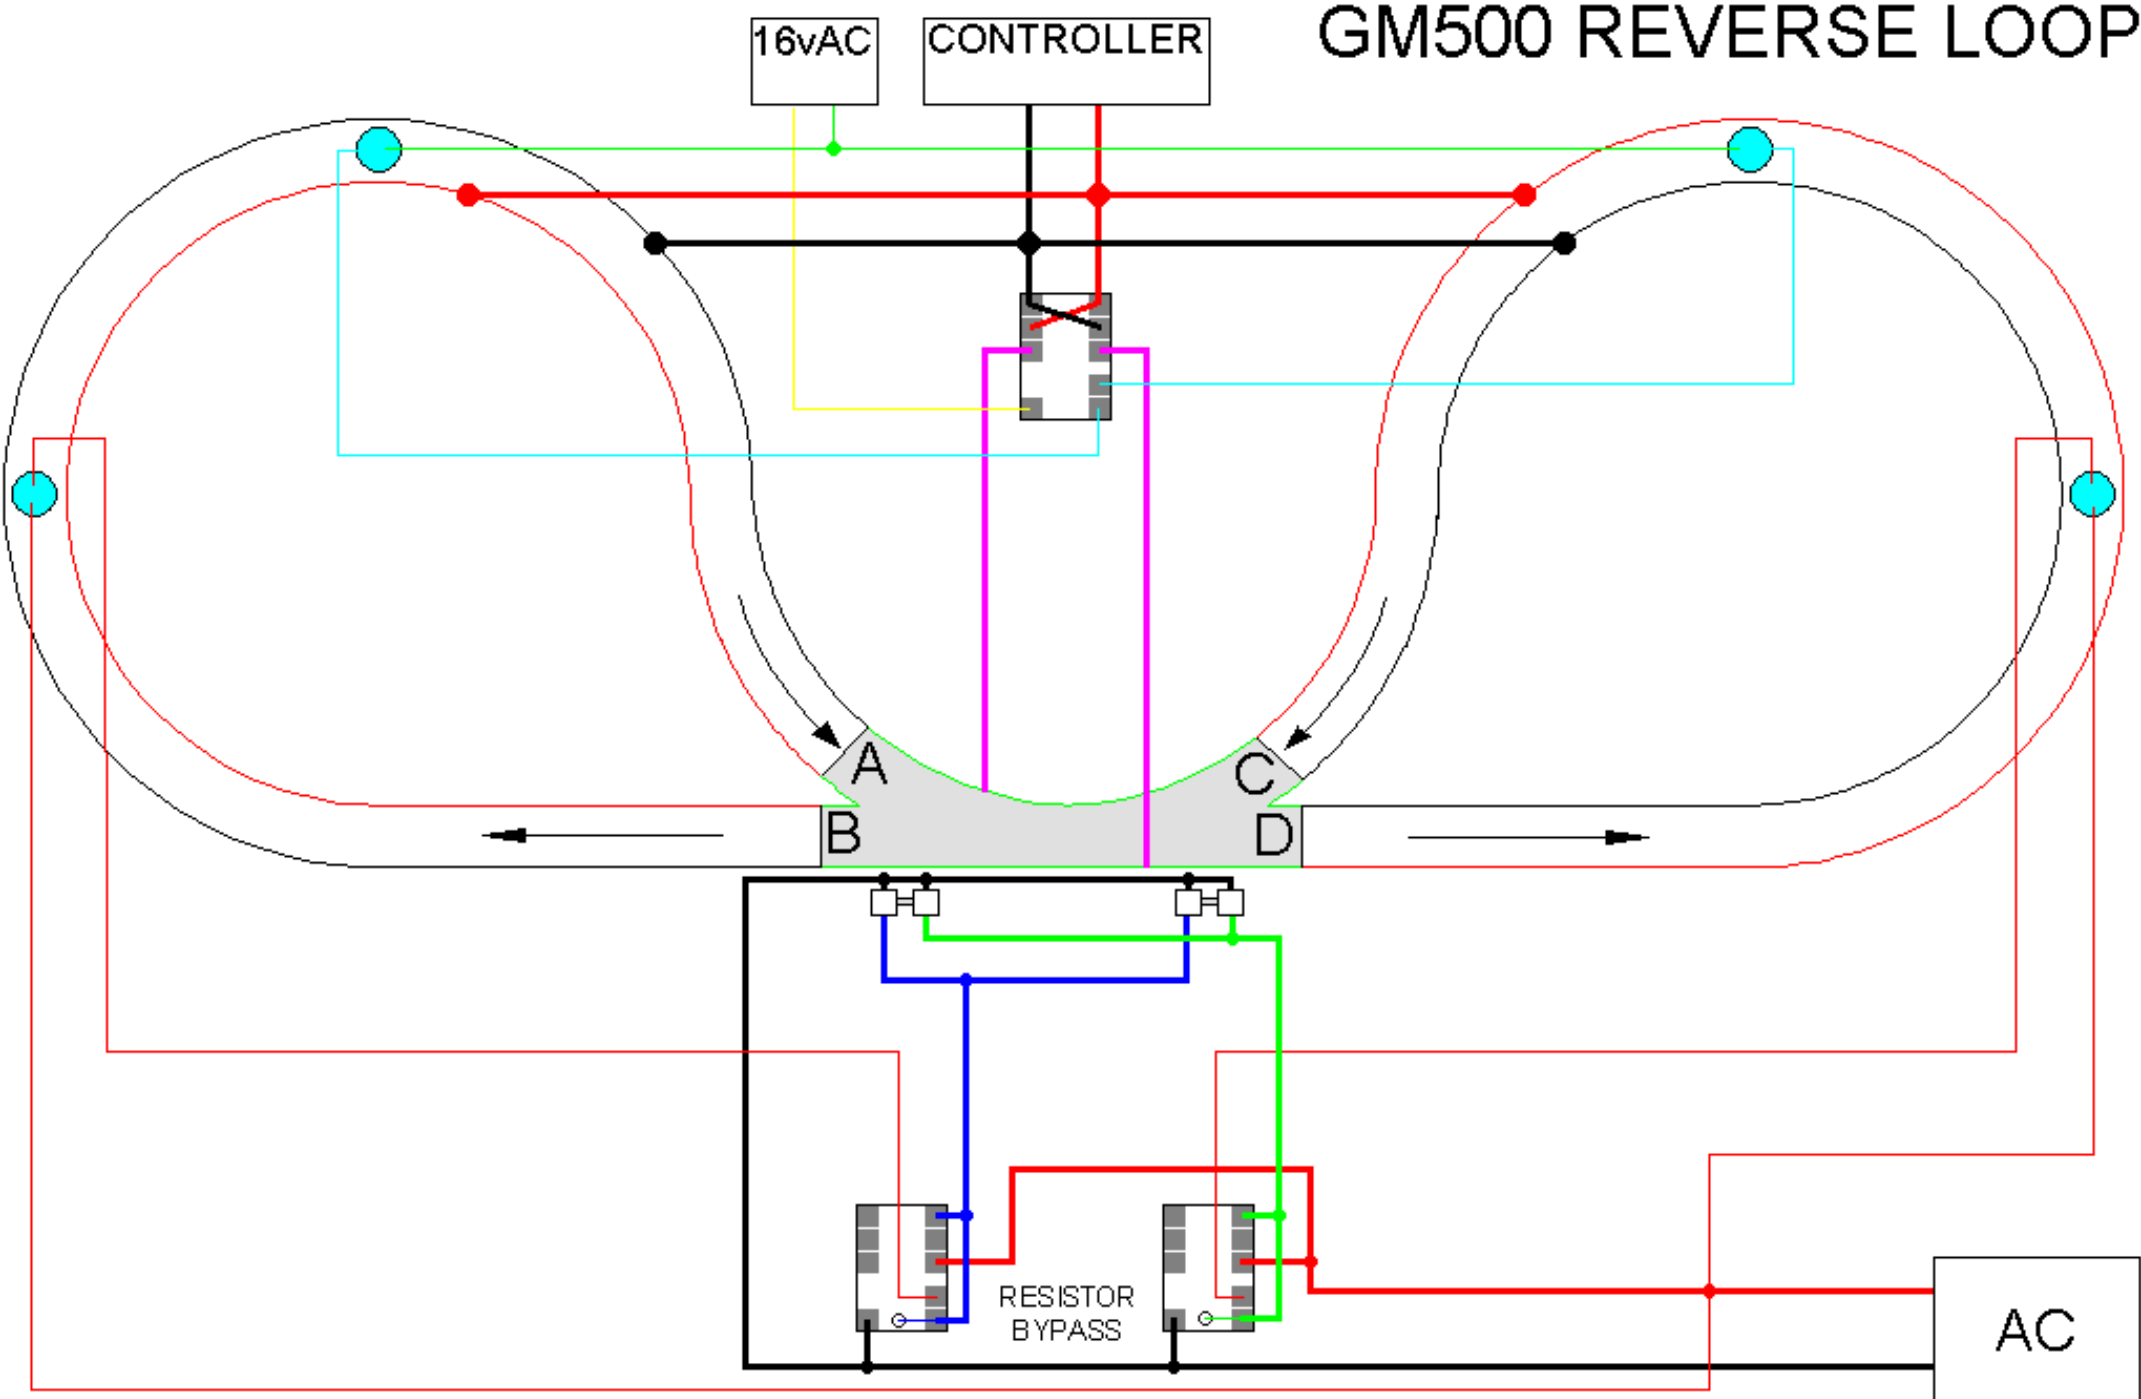 GM500 REVERSE LOOP
16vAC
CONTROLLER
A
C
B
D
RESISTOR
BYPASS
AC